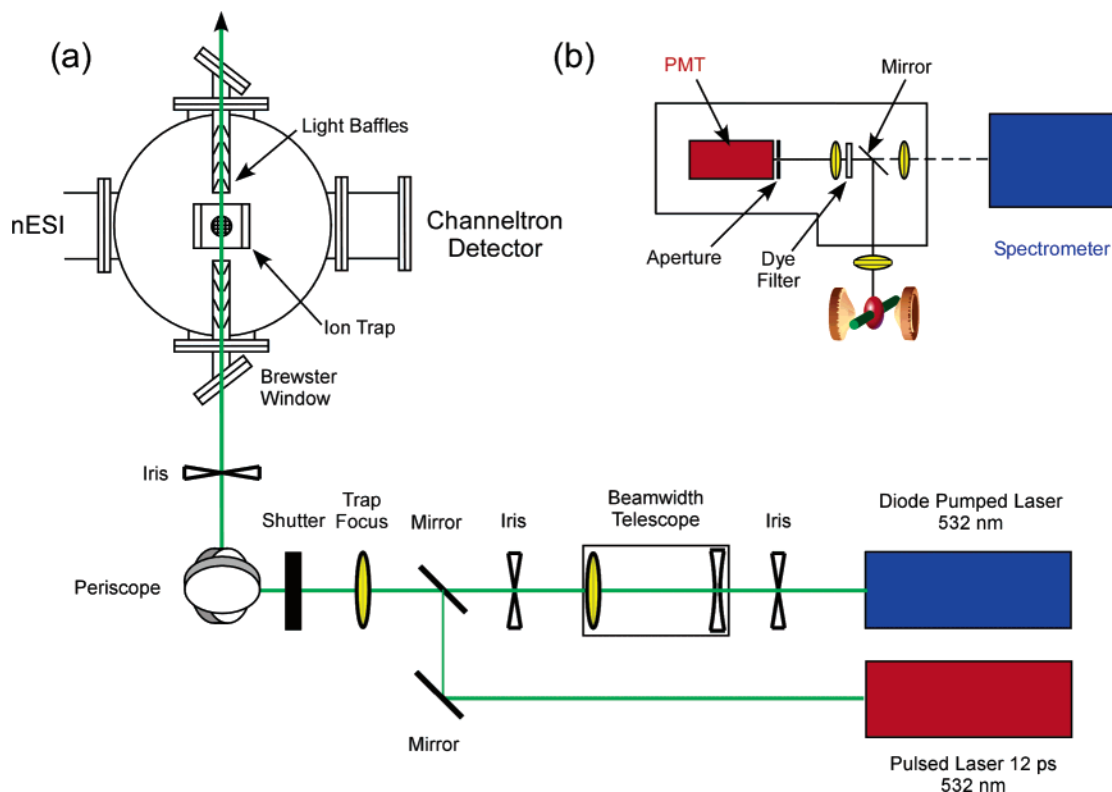 (a)
Light Baffles
nESI
Channeltron
Detector
Ion Trap
Brewster
Window
Iris
Periscope
Shutter
Trap
Focus
Mirror
Iris
Beamwidth
Telescope
Iris
Diode Pumped Laser
532 nm
Mirror
Pulsed Laser 12 ps
532 nm
(b)
PMT
Mirror
Aperture
Dye
Filter
Spectrometer